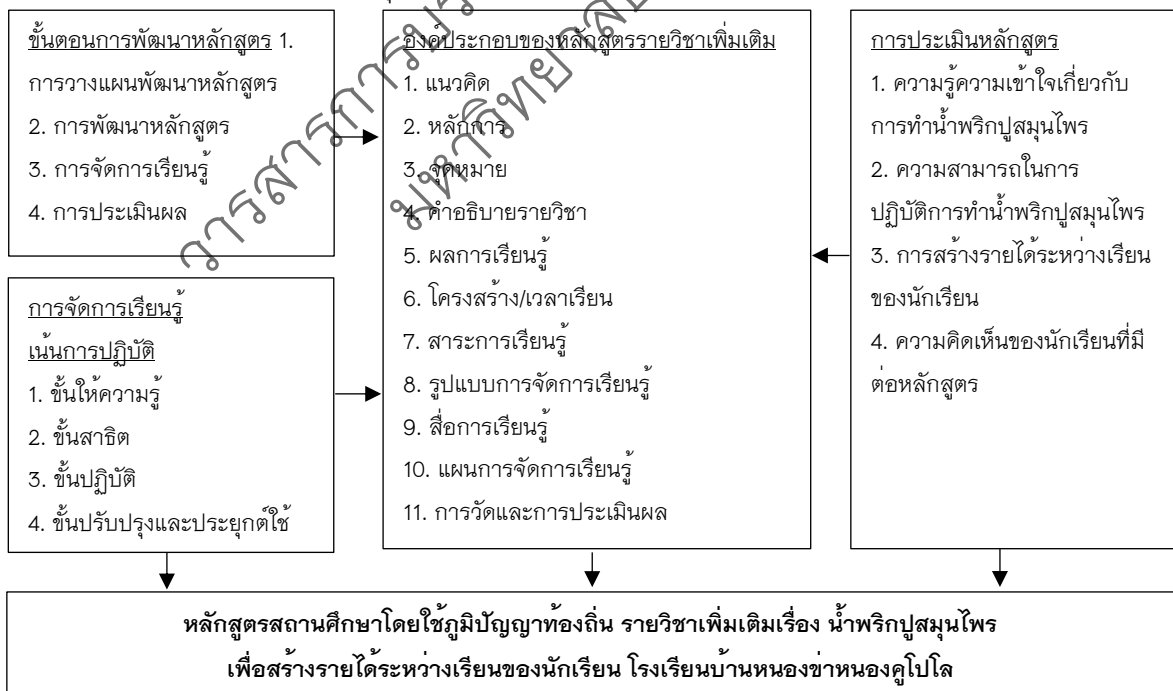 ขั้นตอนการพัฒนาหลักสูตร 1.
การวางแผนพัฒนาหลักสูตร
2. การพัฒนาหลักสูตร
3. การจัดการเรียนรู้
4. การประเมินผล
การจัดการเรียนรู้
เน้นการปฏิบัติ
1. ขั้นให้ความรู้
2. ขั้นสาธิต
3. ขั้นปฏิบัติ
4. ขั้นปรับปรุงและประยุกต์ใช้
องค์ประกอบของหลักสูตรรายวิชาเพิ่มเติม
1. แนวคิด
2. หลักการ
3. จุดหมาย
4. คำอธิบายรายวิชา
5. ผลการเรียนรู้
6. โครงสร้าง/เวลาเรียน
7. สาระการเรียนรู้
8. รูปแบบการจัดการเรียนรู้
9. สื่อการเรียนรู้
10. แผนการจัดการเรียนรู้
11. การวัดและการประเมินผล
การประเมินหลักสูตร
1. ความรู้ความเข้าใจเกี่ยวกับ
การทำน้ำพริกปูสมุนไพร
2. ความสามารถในการ
ปฏิบัติการทำน้ำพริกปูสมุนไพร
3. การสร้างรายได้ระหว่างเรียน
ของนักเรียน
4. ความคิดเห็นของนักเรียนที่มี
ต่อหลักสูตร
หลักสูตรสถานศึกษาโดยใช้ภูมิปัญญาท้องถิ่น รายวิชาเพิ่มเติมเรื่อง น้ำพริกปูสมุนไพร
เพื่อสร้างรายได้ระหว่างเรียนของนักเรียน โรงเรียนบ้านหนองข่าหนองคูโปโล
วารสารการบร
มหาวิทยาลัย